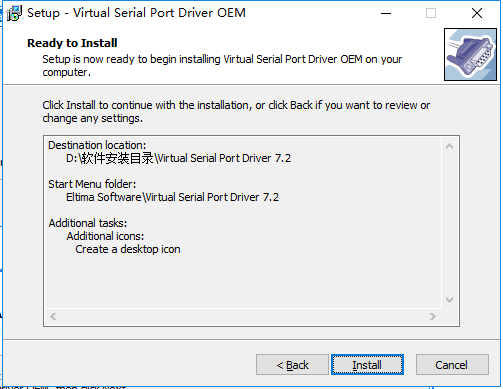 Setup - Virtual Serial Port Driver OEM
Ready to Install
Setup is now ready to begin installing Virtual Serial Port Driver OEM on your
computer.
Click Install to continue with the installation, or click Back if you want to review or
change any settings.
Destination location:
D:\软件安装目录\Virtual Serial Port Driver 7.2
Start Menu folder:
Eltima Software\Virtual Serial Port Driver 7.2
Additional tasks:
Additional icons:
Create a desktop icon
< Back
Install
Cancel